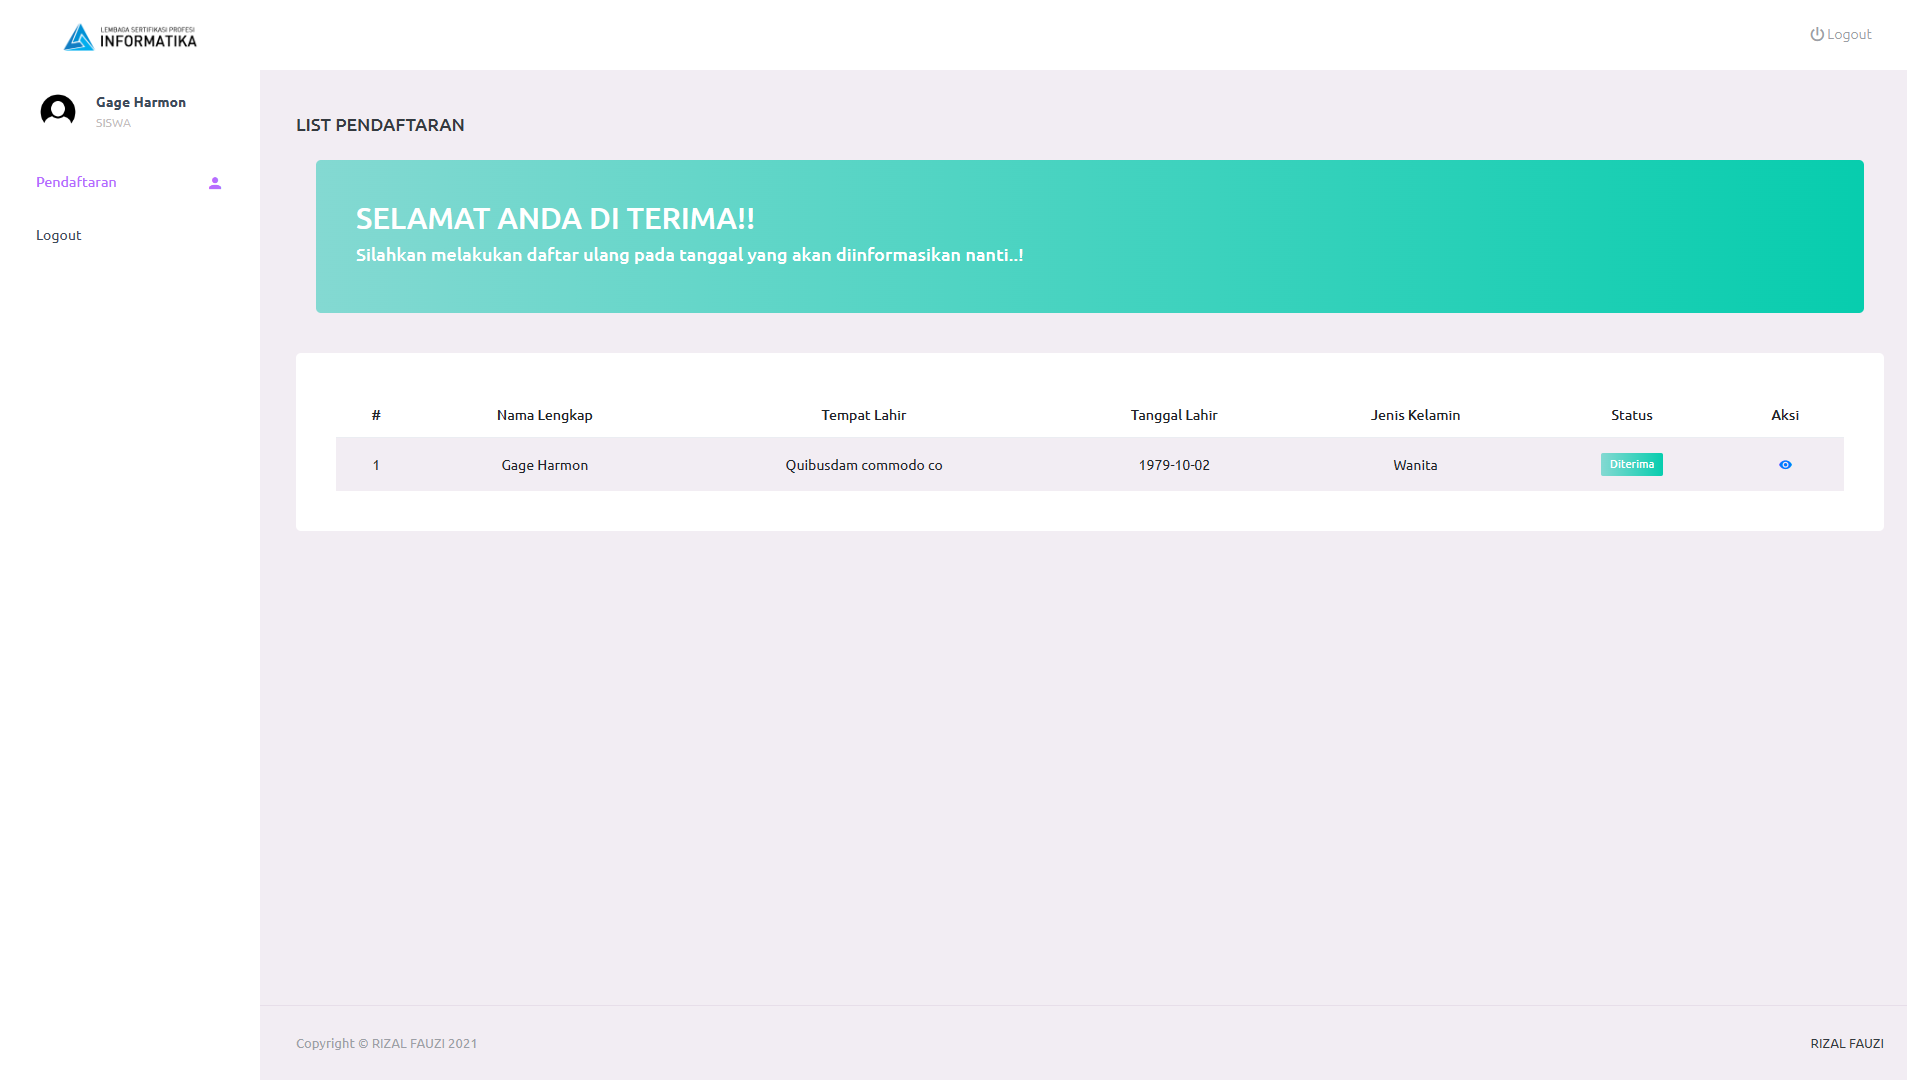 LEMBAGA SERTIFIKASI PROFESI
INFORMATIKA
Logout
Gage Harmon
SISWA
Pendaftaran
Logout
LIST PENDAFTARAN
SELAMAT ANDA DI TERIMA!!
Silahkan melakukan daftar ulang pada tanggal yang akan diinformasikan nanti..!
# Nama Lengkap Tempat Lahir Tanggal Lahir Jenis Kelamin Status Aksi
1 Gage Harmon Quibusdam commodo co 1979-10-02 Wanita Diterima
Copyright © RIZAL FAUZI 2021
RIZAL FAUZI